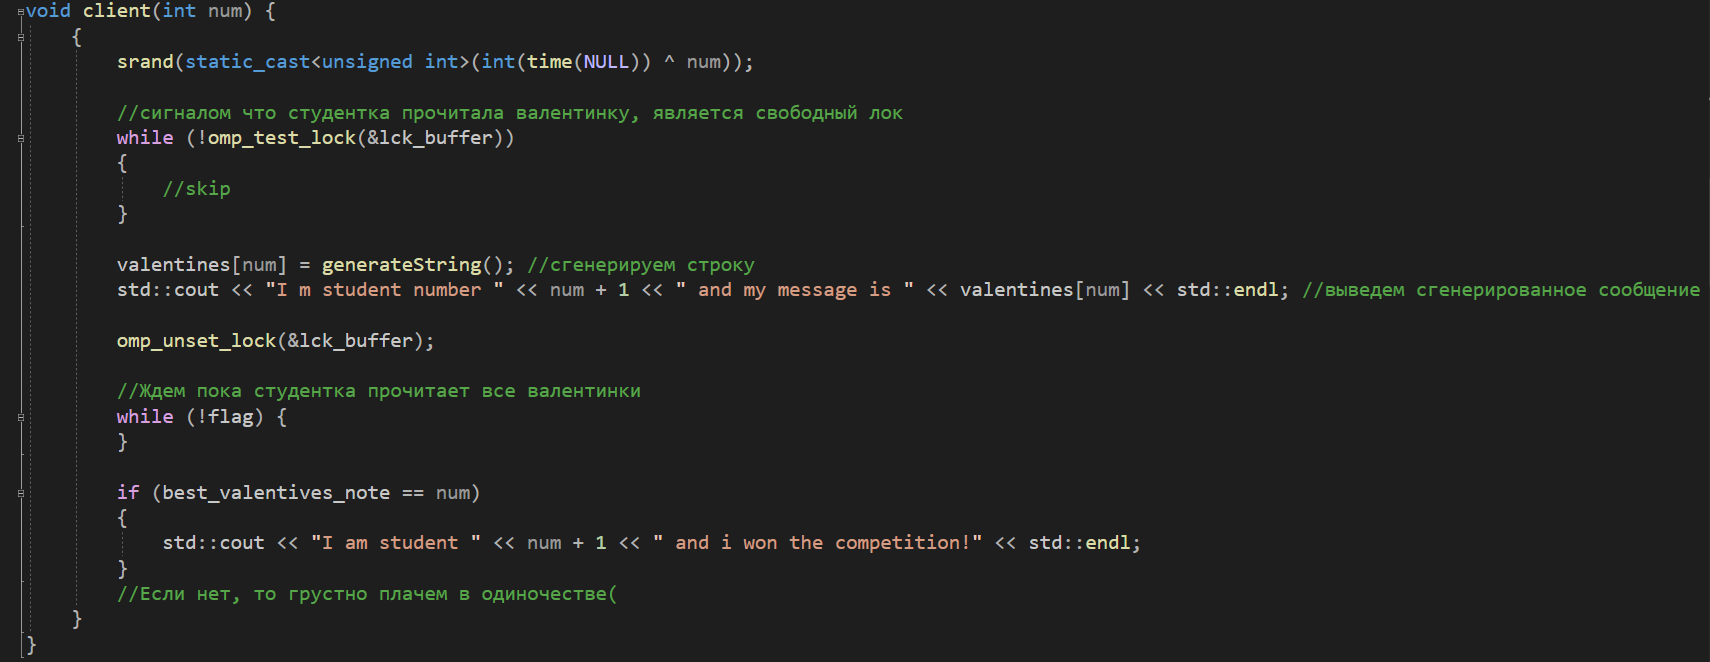 void client(int num) {
{
srand(static_cast<unsigned int>(int(time(NULL)) ^ num));
//сигналом что студентка прочитала валентинку, является свободный лок
while (!omp_test_lock(&lck_buffer))
{
//skip
}
valentines[num] = generateString(); //сгенерируем строку
std::cout << "I m student number " << num + 1 << " and my message is " << valentines[num] << std::endl; //выведем сгенерированное сообщение
omp_unset_lock(&lck_buffer);
//Ждем пока студентка прочитает все валентинки
while (!flag) {
}
if (best_valentives_note == num)
{
std::cout << "I am student " << num + 1 << " and i won the competition!" << std::endl;
}
//Если нет, то грустно плачем в одиночестве(
}
}